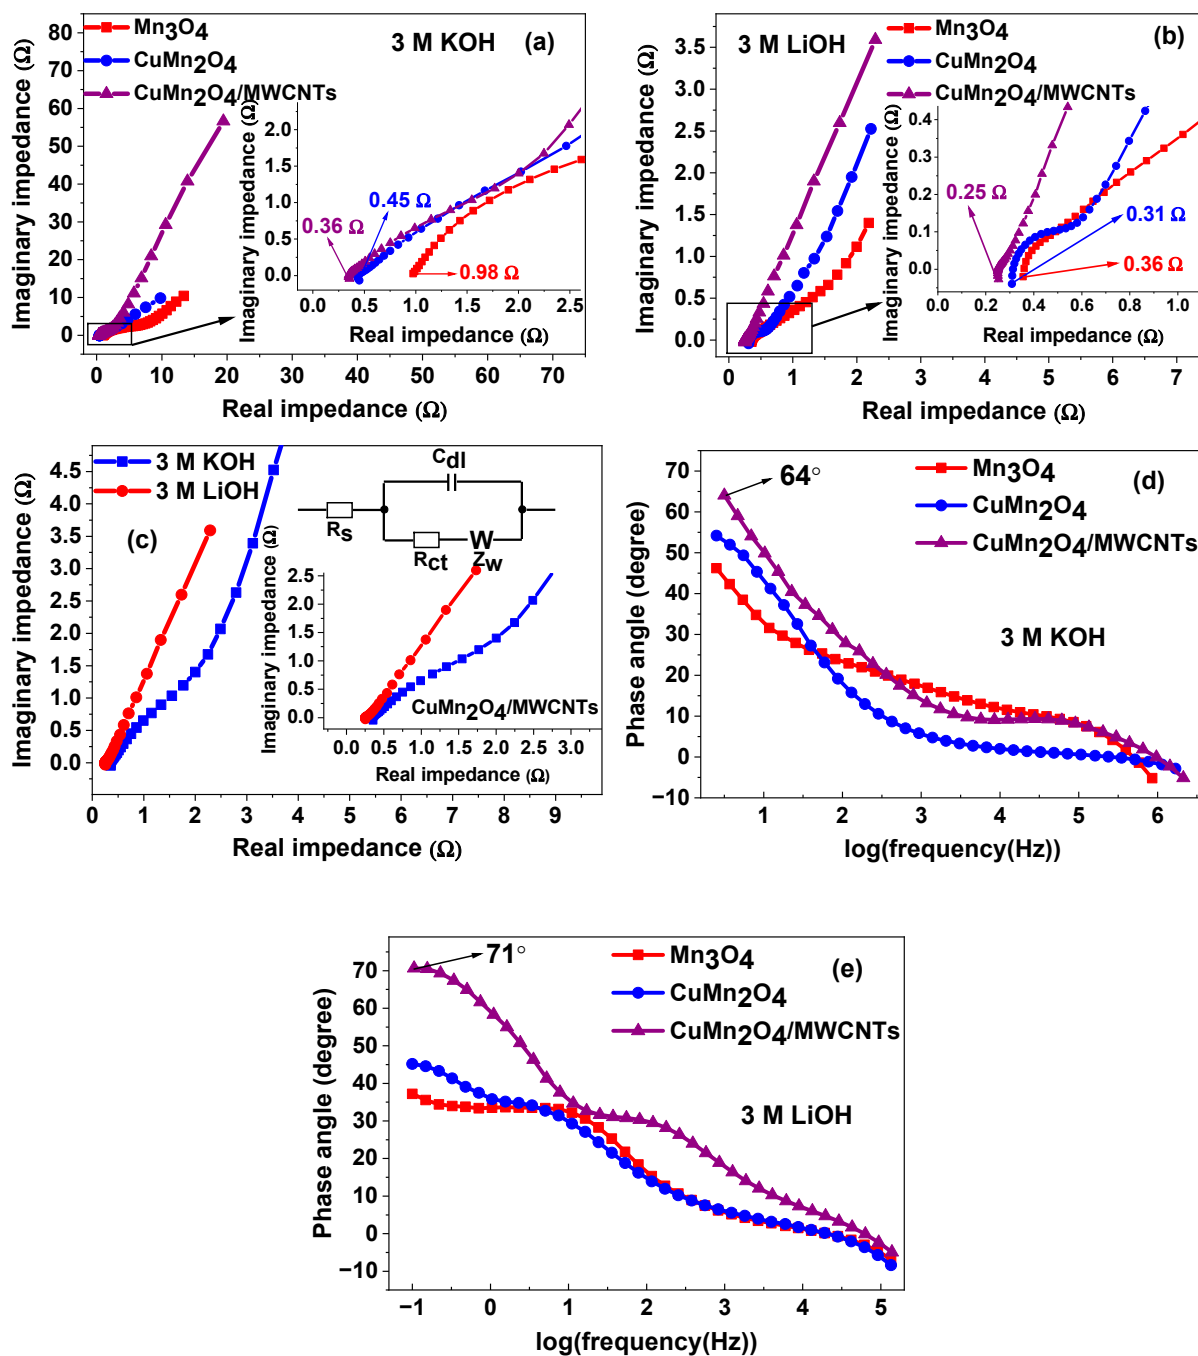 Mn3O4
CuMn2O4
CuMn2O4/MWCNTs
3 M KOH
(a)
Imaginary impedance (Ω)
80
70
60
50
40
30
20
10
0
0 10 20 30 40 50 60 70
Real impedance (Ω)
Imaginary impedance (Ω)
2.0
1.5
1.0
0.5
0.0
0.0 0.5 1.0 1.5 2.0 2.5
Real impedance (Ω)
0.36 Ω
0.45 Ω
0.98 Ω
3 M LiOH
Mn3O4
CuMn2O4
CuMn2O4/MWCNTs
(b)
Imaginary impedance (Ω)
3.5
3.0
2.5
2.0
1.5
1.0
0.5
0.0
0 1 2 3 4 5 6 7
Real impedance (Ω)
Imaginary impedance (Ω)
0.4
0.3
0.2
0.1
0.0
0.0 0.2 0.4 0.6 0.8 1.0
Real impedance (Ω)
0.25 Ω
0.31 Ω
0.36 Ω
3 M KOH
3 M LiOH
(c)
Imaginary impedance (Ω)
4.5
4.0
3.5
3.0
2.5
2.0
1.5
1.0
0.5
0.0
0 1 2 3 4 5 6 7 8 9
Real impedance (Ω)
Cdl
Rs
Rct
W
Zw
Imaginary impedance (Ω)
2.5
2.0
1.5
1.0
0.5
0.0
CuMn2O4/MWCNTs
0.0 0.5 1.0 1.5 2.0 2.5 3.0
Real impedance (Ω)
64°
Mn3O4
CuMn2O4
CuMn2O4/MWCNTs
(d)
3 M KOH
Phase angle (degree)
70
60
50
40
30
20
10
0
−10
1 2 3 4 5 6
log(frequency(Hz))
71°
Mn3O4
CuMn2O4
CuMn2O4/MWCNTs
(e)
3 M LiOH
Phase angle (degree)
70
60
50
40
30
20
10
0
−10
−1 0 1 2 3 4 5
log(frequency(Hz))